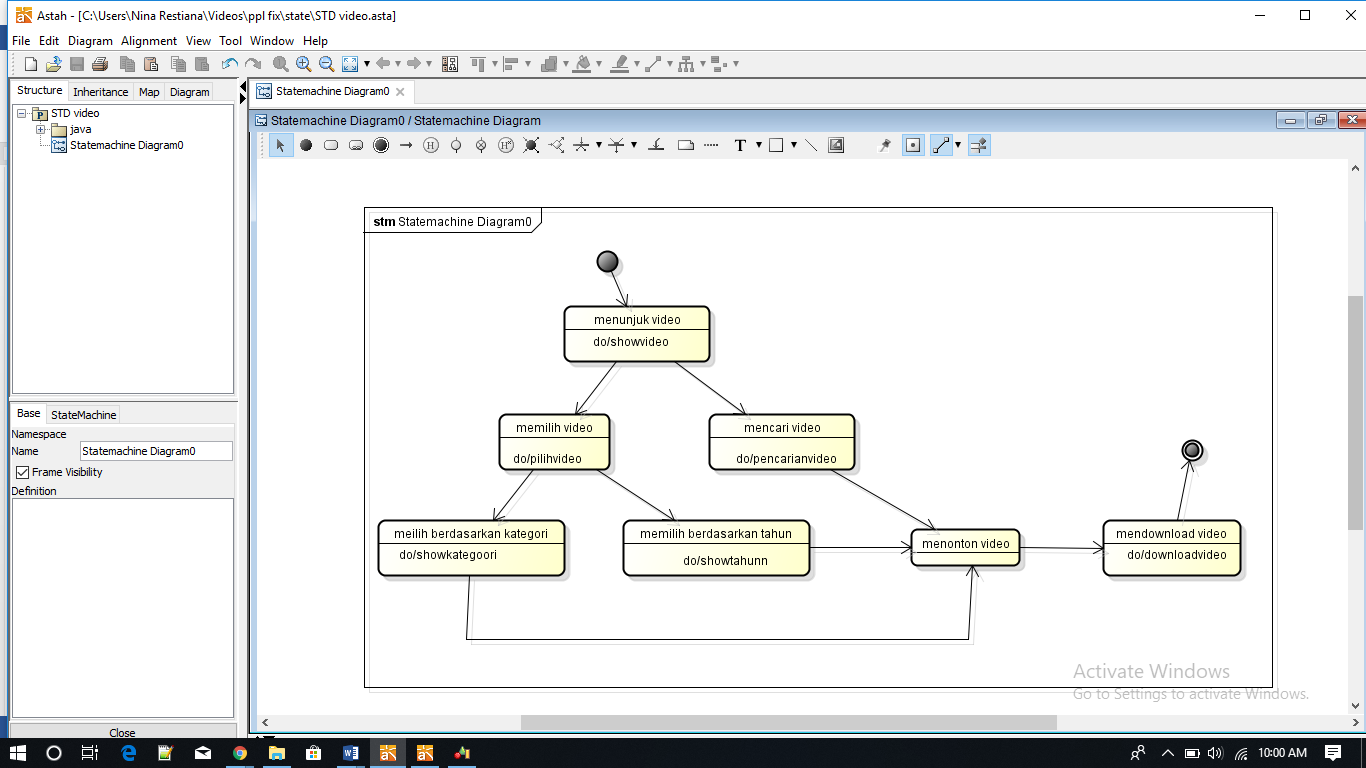 Astah - [C:\Users\Nina Restiana\Videos\ppl fix\state\STD video.asta]
File Edit Diagram Alignment View Tool Window Help
Structure Inheritance Map Diagram
STD video
java
Statemachine Diagram0
Base StateMachine
Namespace
Name Statemachine Diagram0
Frame Visibility
Definition
Close
Statemachine Diagram0
Statemachine Diagram0 / Statemachine Diagram
H H* T
stm Statemachine Diagram0
menunjuk video
do/showvideo
memilih video
do/pilihvideo
mencari video
do/pencarianvideo
meilih berdasarkan kategori
do/showkategoori
memilih berdasarkan tahun
do/showtahunn
menonton video
mendownload video
do/downloadvideo
Activate Windows
Go to Settings to activate Windows.
10:00 AM